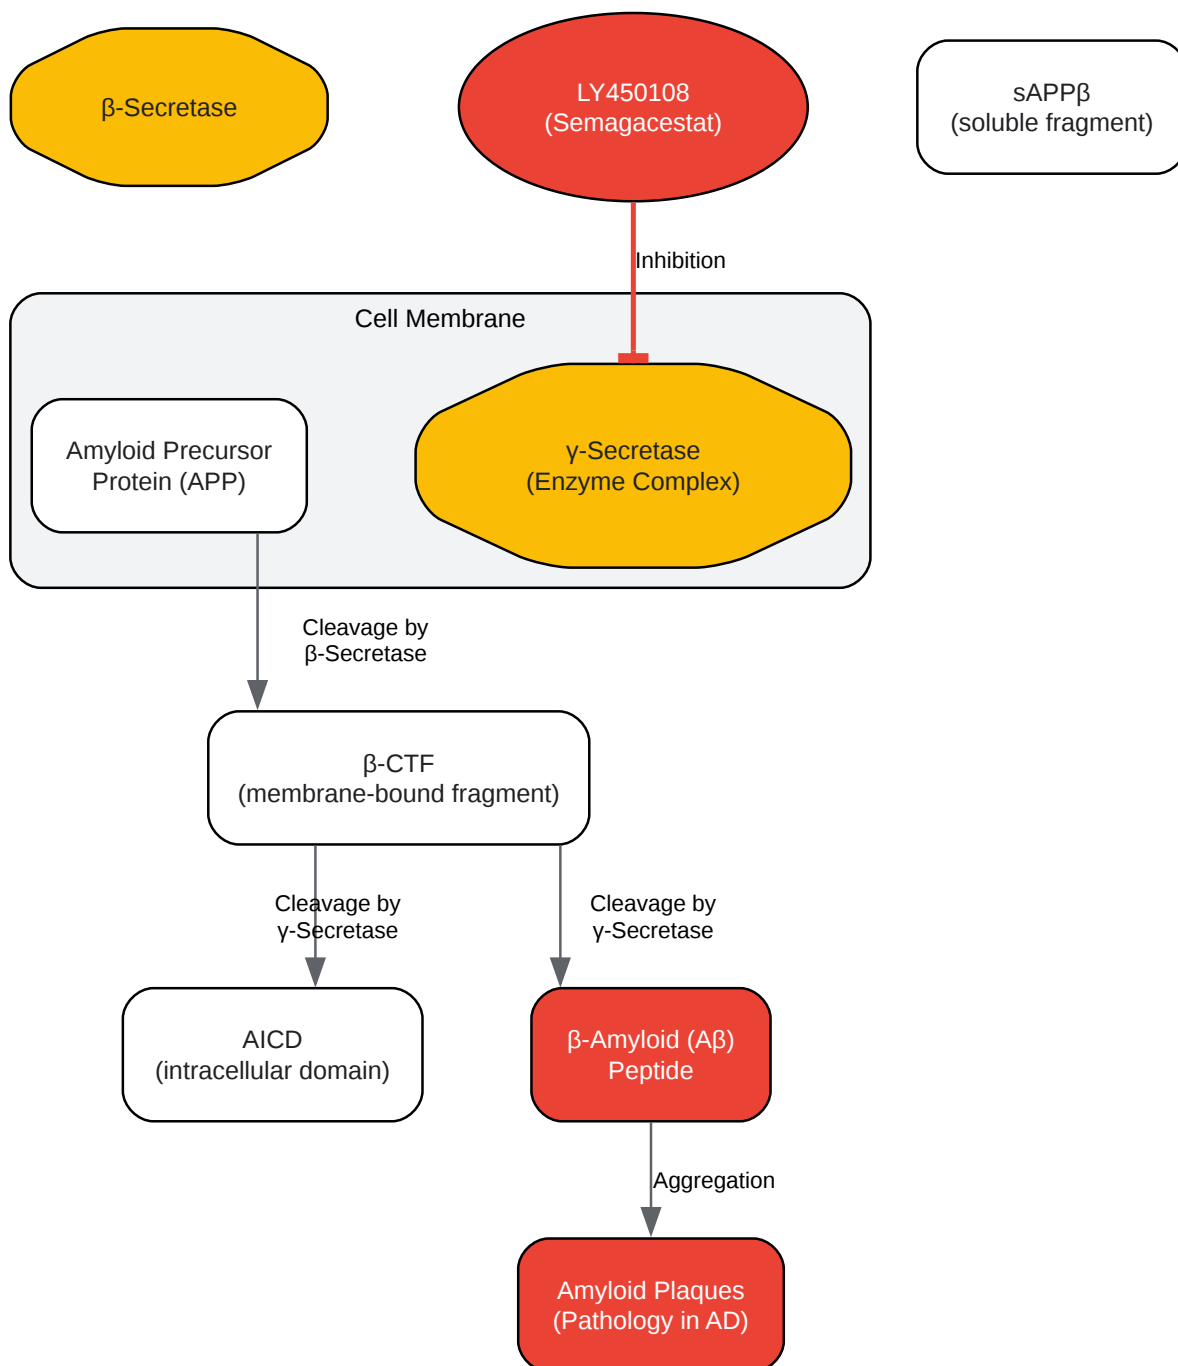 β-Secretase
LY450108
(Semagacestat)
sAPPβ
(soluble fragment)
Inhibition
Cell Membrane
Amyloid Precursor
Protein (APP)
γ-Secretase
(Enzyme Complex)
Cleavage by
β-Secretase
β-CTF
(membrane-bound fragment)
Cleavage by
γ-Secretase
Cleavage by
γ-Secretase
AICD
(intracellular domain)
β-Amyloid (Aβ)
Peptide
Aggregation
Amyloid Plaques
(Pathology in AD)